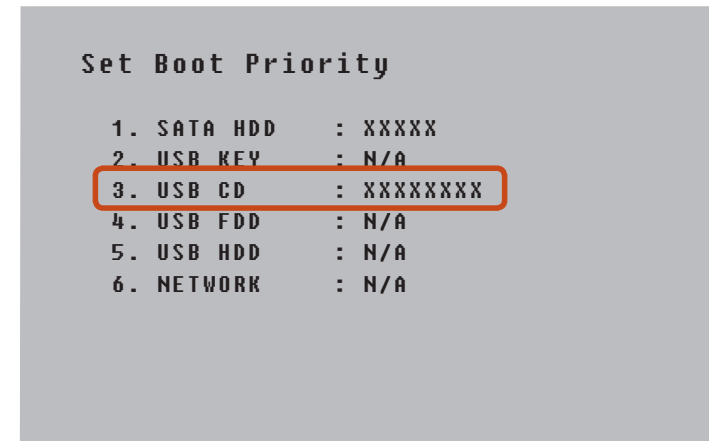 Set Boot Priority
1. SATA HDD : XXXXX
2. USB KEY : N/A
3. USB CD : XXXXXXXX
4. USB FDD : N/A
5. USB HDD : N/A
6. NETWORK : N/A